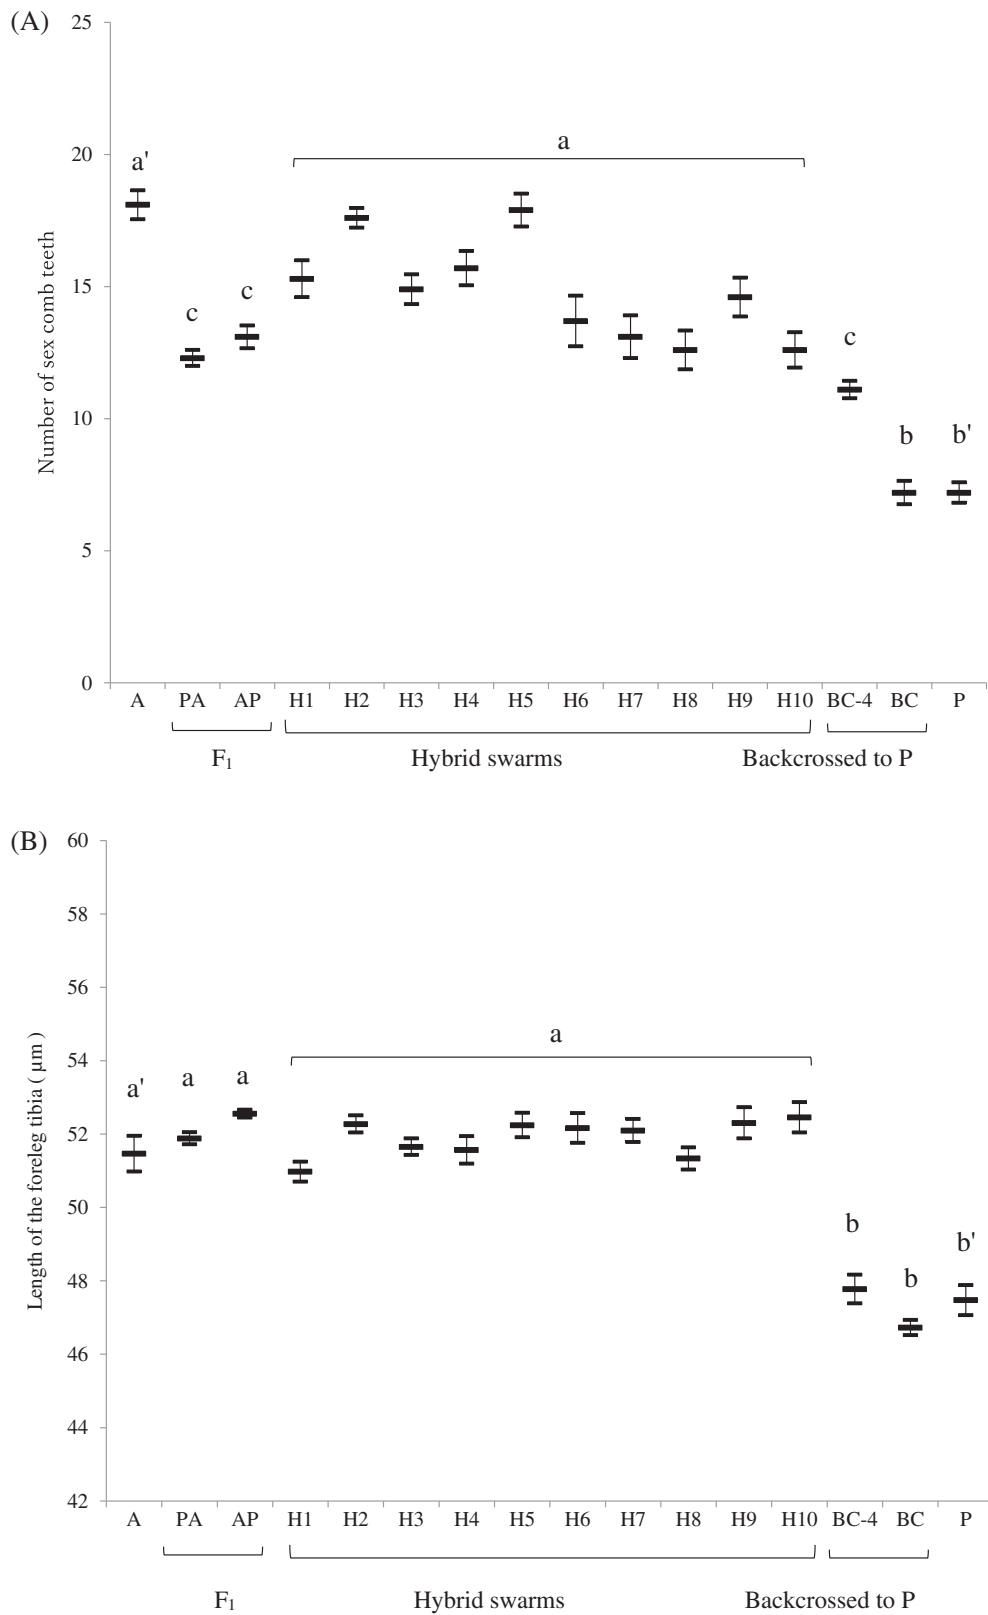 (A)
Number of sex comb teeth
25
20
15
10
5
0
a'
c
c
a
c
b
b'
A PA AP H1 H2 H3 H4 H5 H6 H7 H8 H9 H10 BC-4 BC P
F₁ Hybrid swarms Backcrossed to P
(B)
Length of the foreleg tibia ( µm )
60
58
56
54
52
50
48
46
44
42
a'
a
a
a
b
b
b'
A PA AP H1 H2 H3 H4 H5 H6 H7 H8 H9 H10 BC-4 BC P
F₁ Hybrid swarms Backcrossed to P